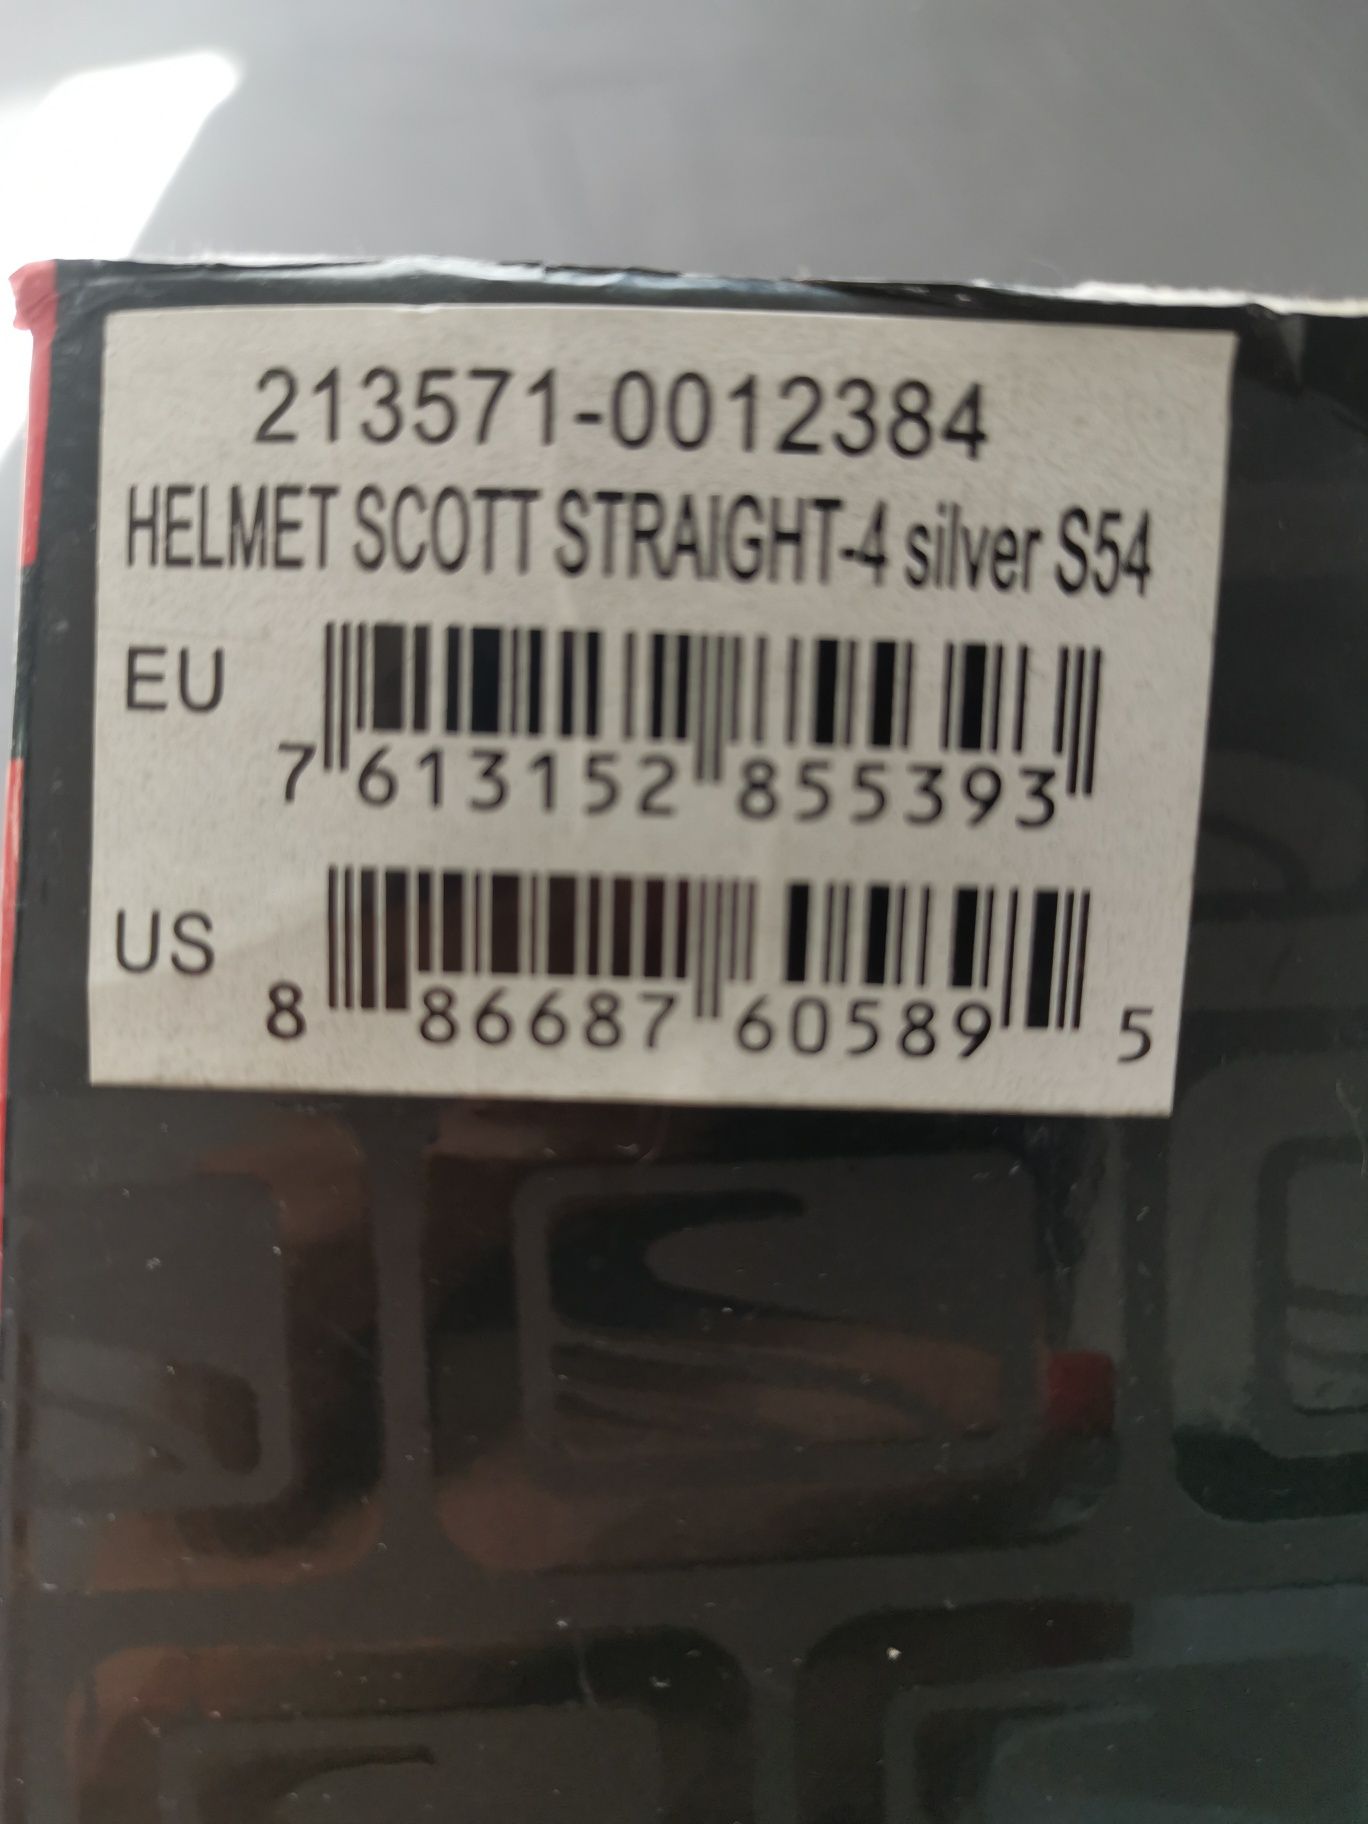 213571-0012384
HELMET SCOTT STRAIGHT-4 silver S54
EU
7 613152 855393
US
8 86687 60589 5